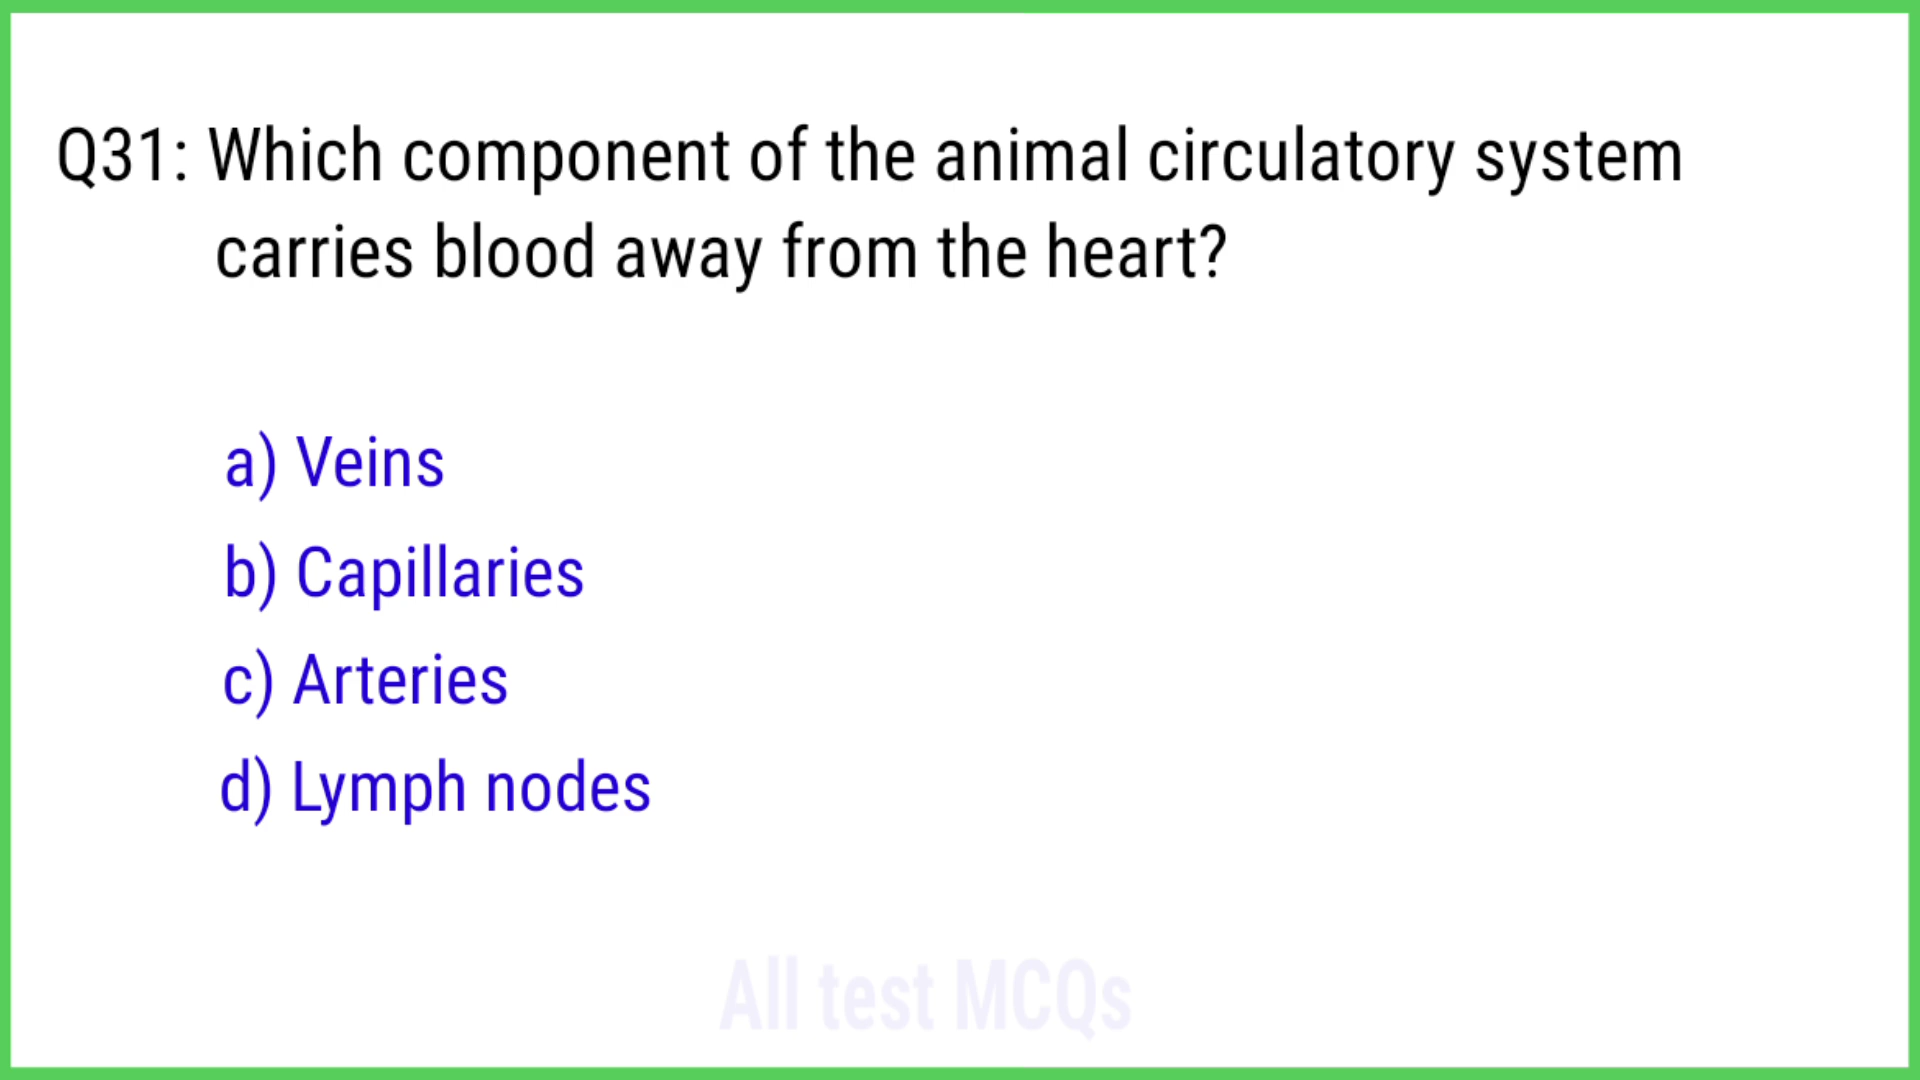 Q31: Which component of the animal circulatory system
carries blood away from the heart?
a) Veins
b) Capillaries
c) Arteries
d) Lymph nodes
All test MCQs